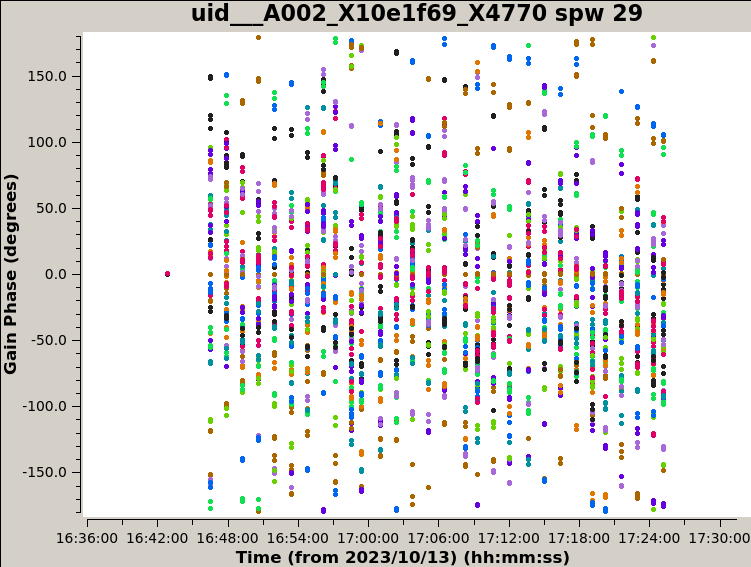 uid___A002_X10e1f69_X4770 spw 29
Gain Phase (degrees)
150.0
100.0
50.0
0.0
-50.0
-100.0
-150.0
16:36:00 16:42:00 16:48:00 16:54:00 17:00:00 17:06:00 17:12:00 17:18:00 17:24:00 17:30:00
Time (from 2023/10/13) (hh:mm:ss)